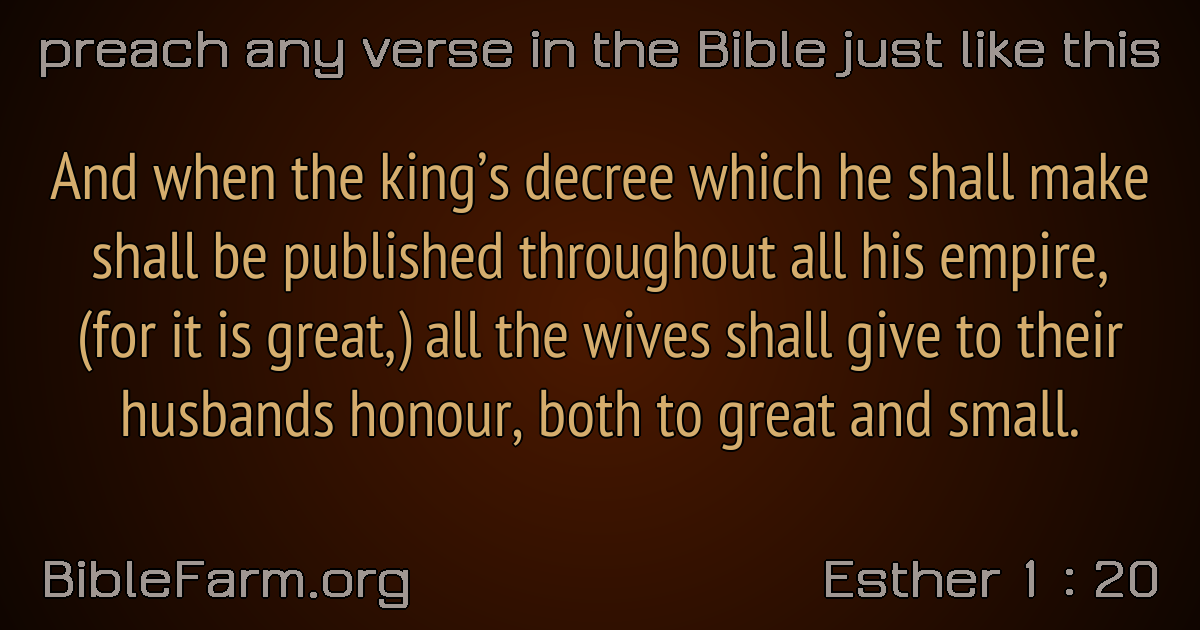 preach any verse in the Bible just like this
And when the king’s decree which he shall make
shall be published throughout all his empire,
(for it is great,) all the wives shall give to their
husbands honour, both to great and small.
BibleFarm.org
Esther 1 : 20